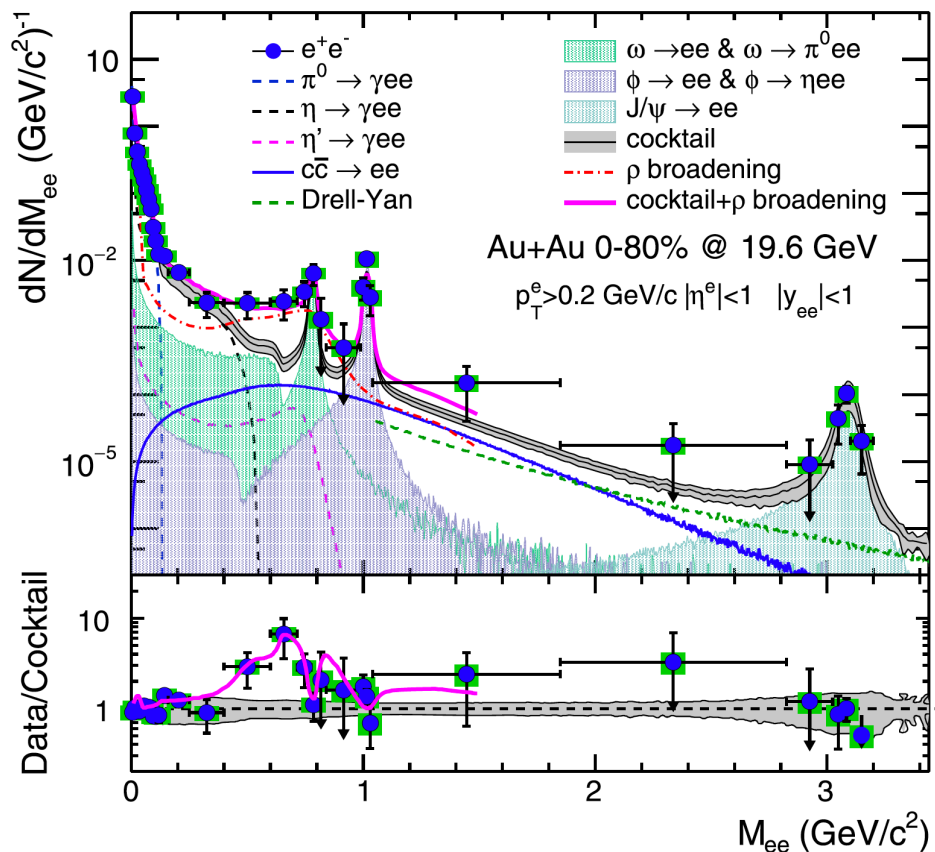 dN/dM_ee (GeV/c²)⁻¹
10
10⁻²
10⁻⁵
e⁺e⁻
π⁰ → γee
η → γee
η' → γee
cc̅ → ee
Drell-Yan
ω → ee & ω → π⁰ee
ϕ → ee & ϕ → ηee
J/ψ → ee
cocktail
ρ broadening
cocktail+ρ broadening
Au+Au 0-80% @ 19.6 GeV
p_T^e>0.2 GeV/c |η^e|<1 |y_ee|<1
Data/Cocktail
10
1
0 1 2 3
M_ee (GeV/c²)